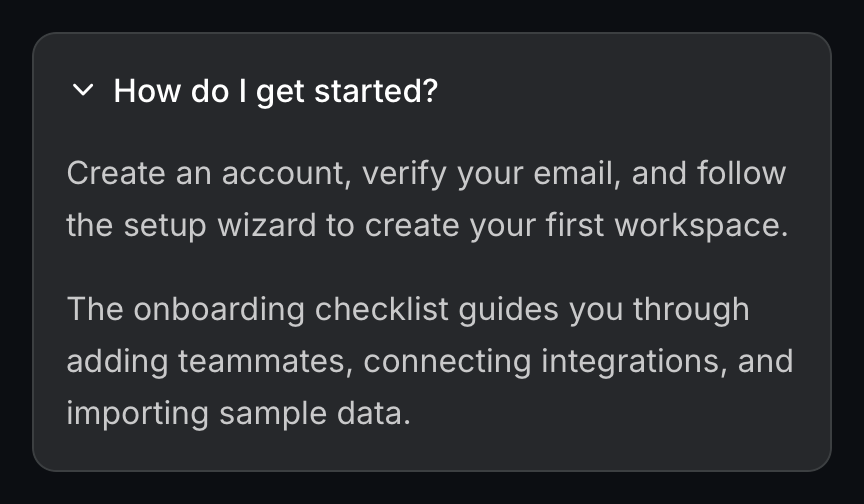 How do I get started?
Create an account, verify your email, and follow
the setup wizard to create your first workspace.
The onboarding checklist guides you through
adding teammates, connecting integrations, and
importing sample data.